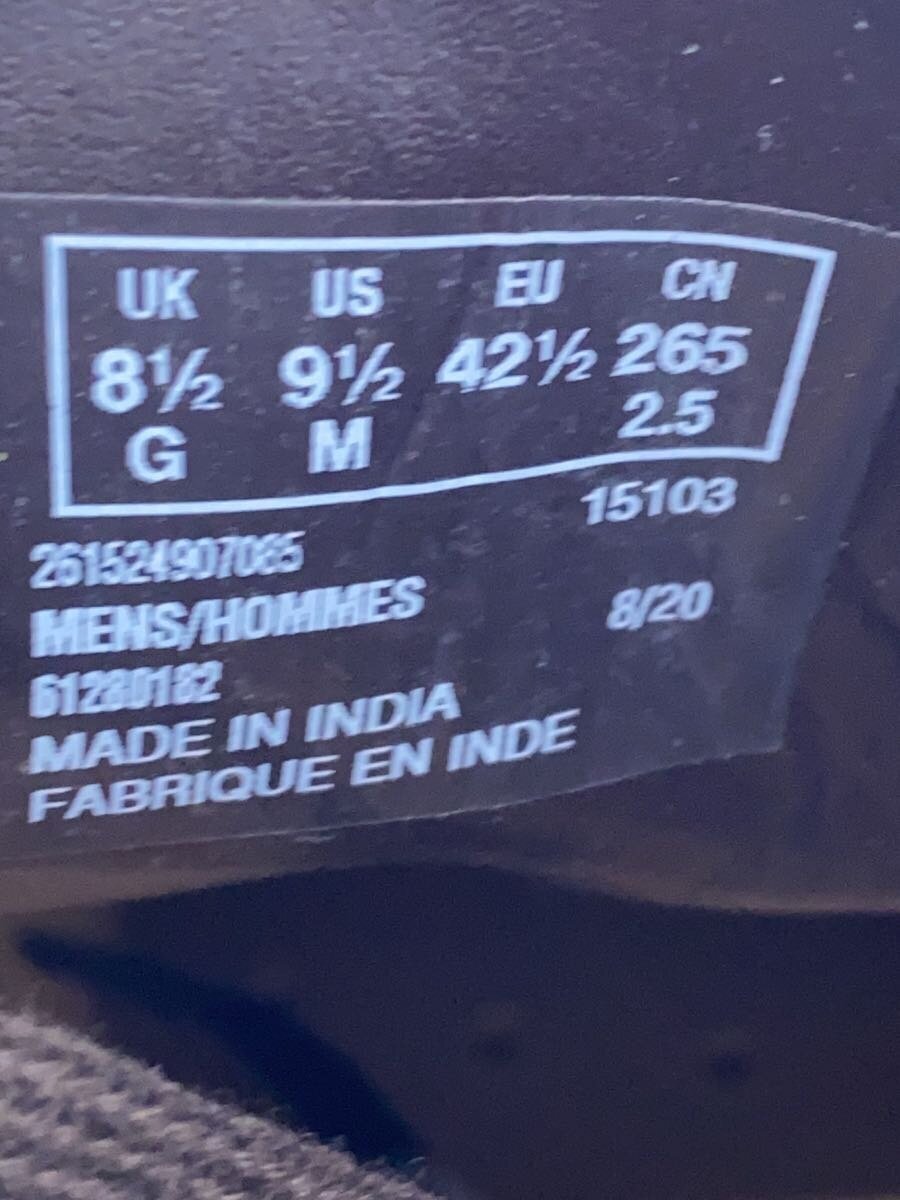 UK US EU CN
8½ 9½ 42½ 265
G M 2.5
15103
261524907085
MENS/HOMMES 8/20
61280182
MADE IN INDIA
FABRIQUE EN INDE